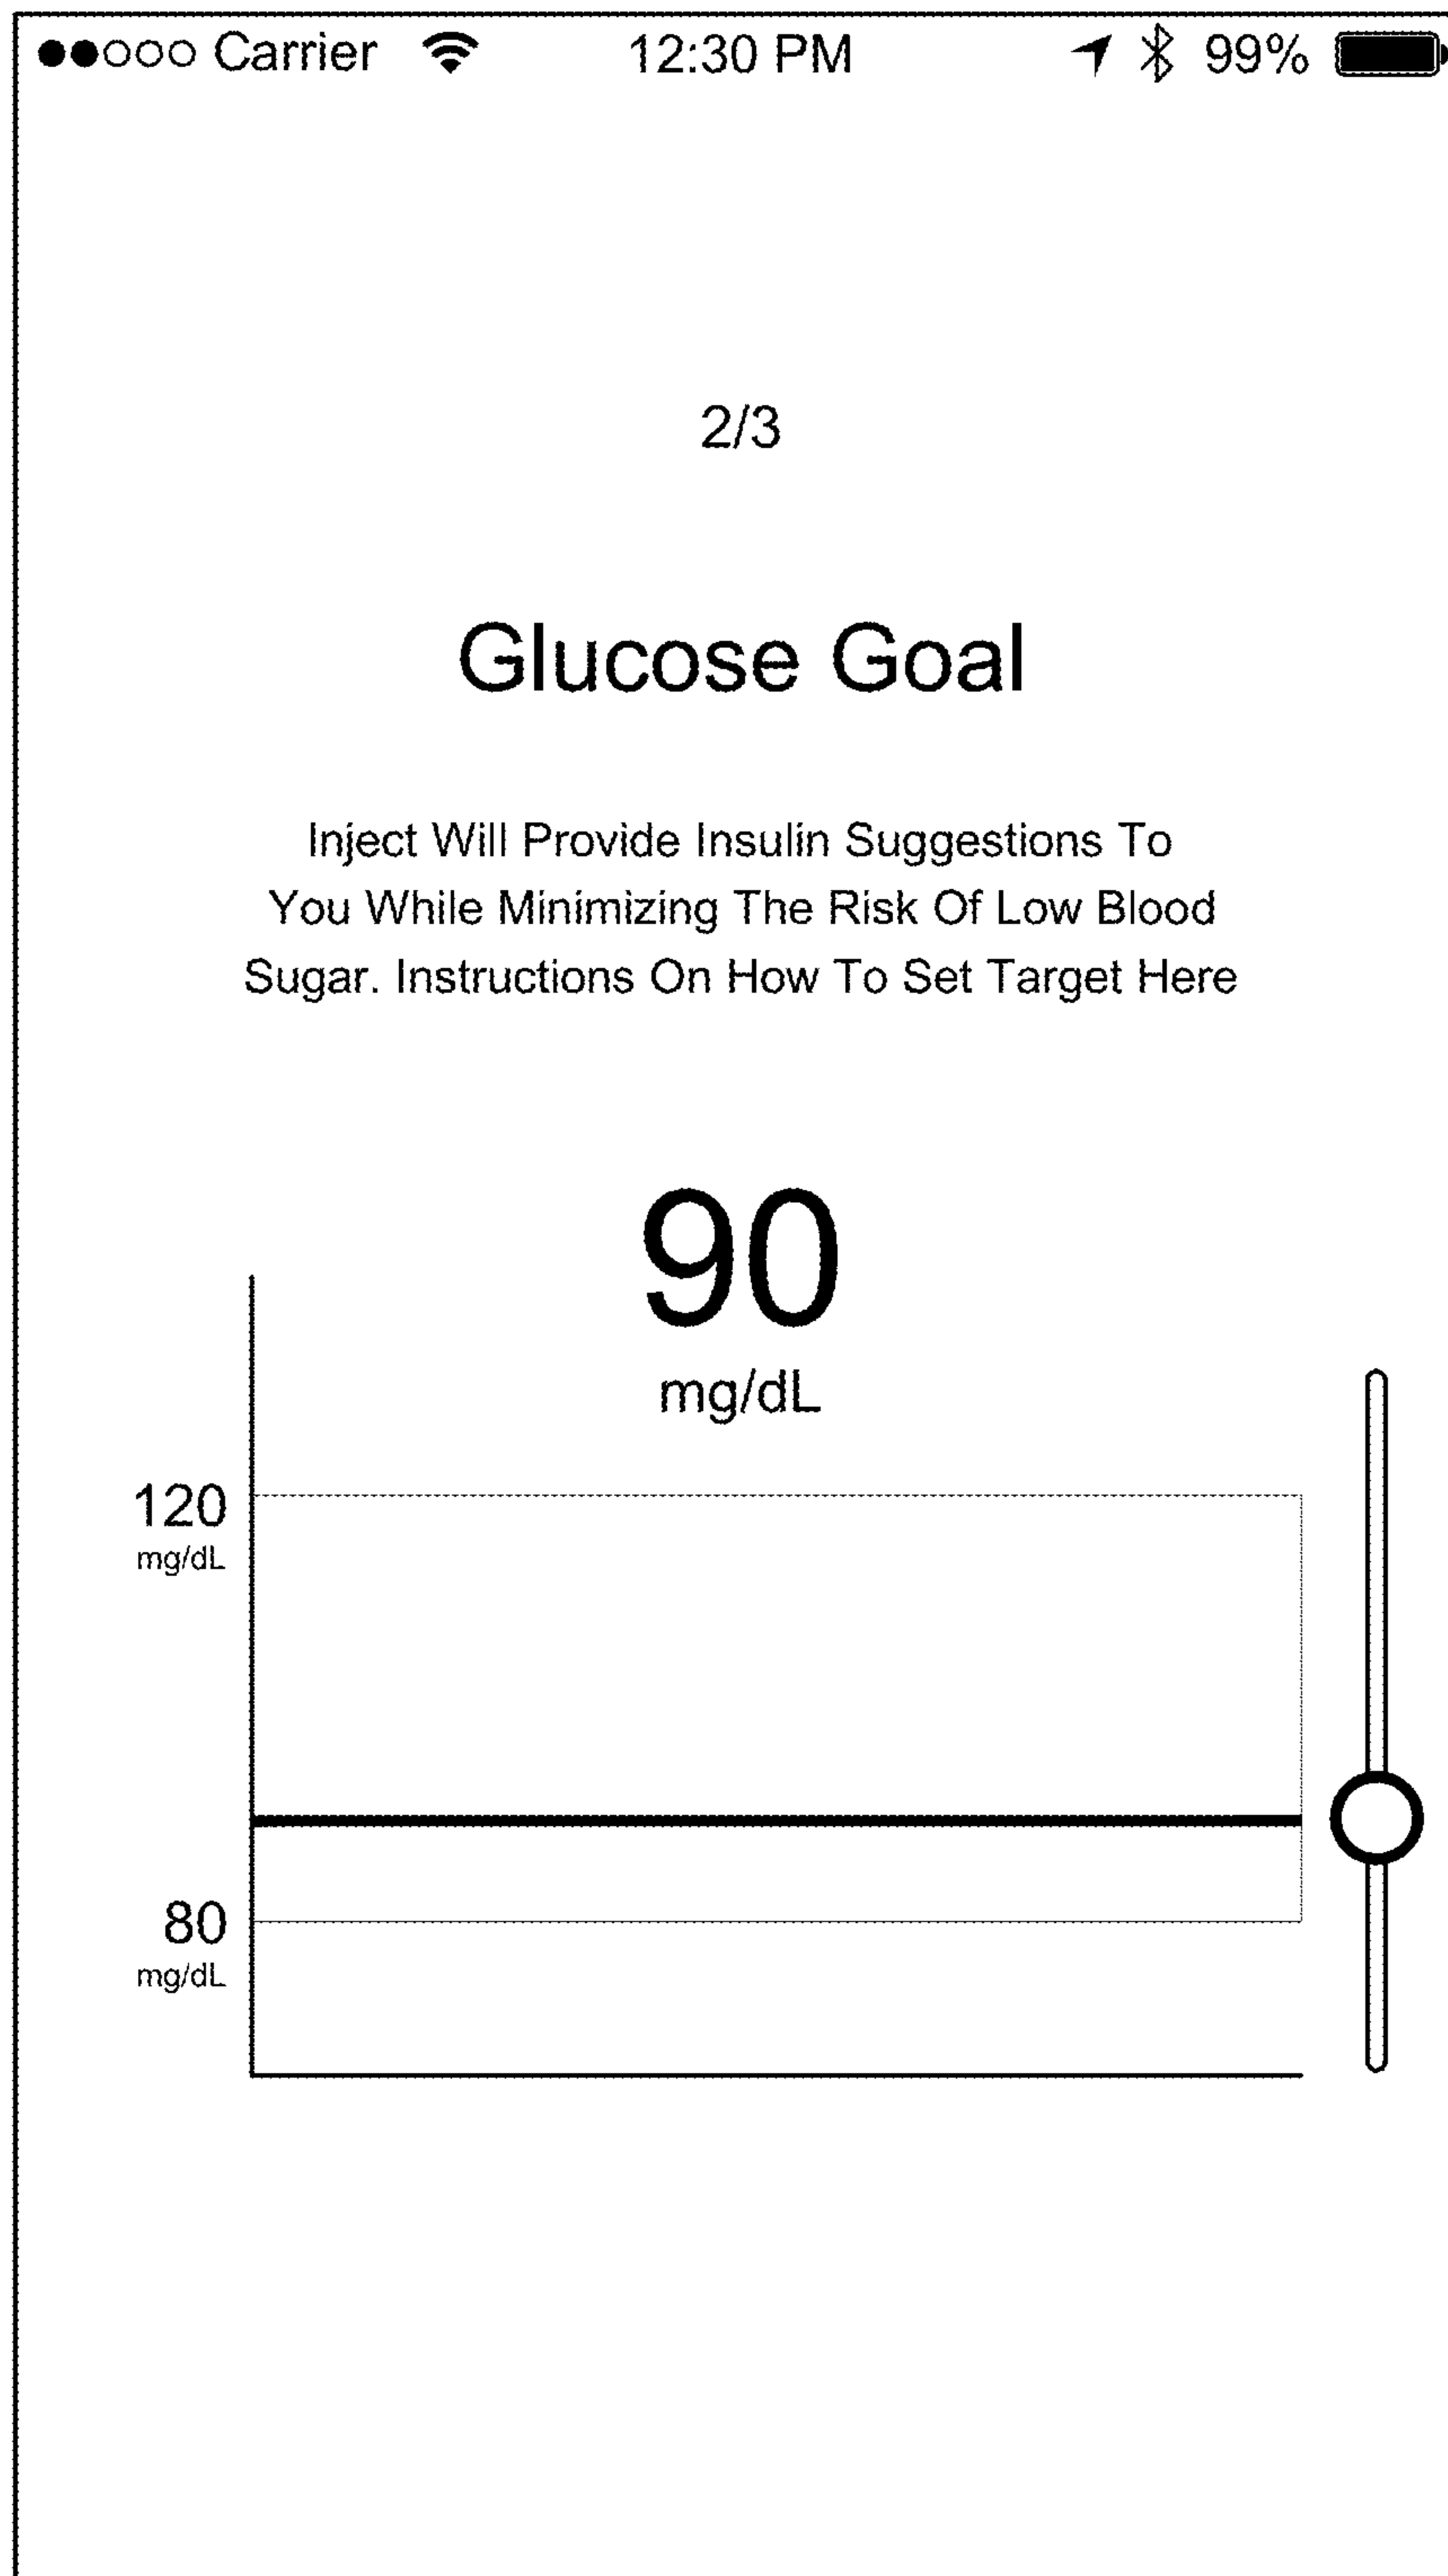 Carrier 12:30 PM 99%
2/3
Glucose Goal
Inject Will Provide Insulin Suggestions To
You While Minimizing The Risk Of Low Blood
Sugar. Instructions On How To Set Target Here
90
mg/dL
120
mg/dL
80
mg/dL